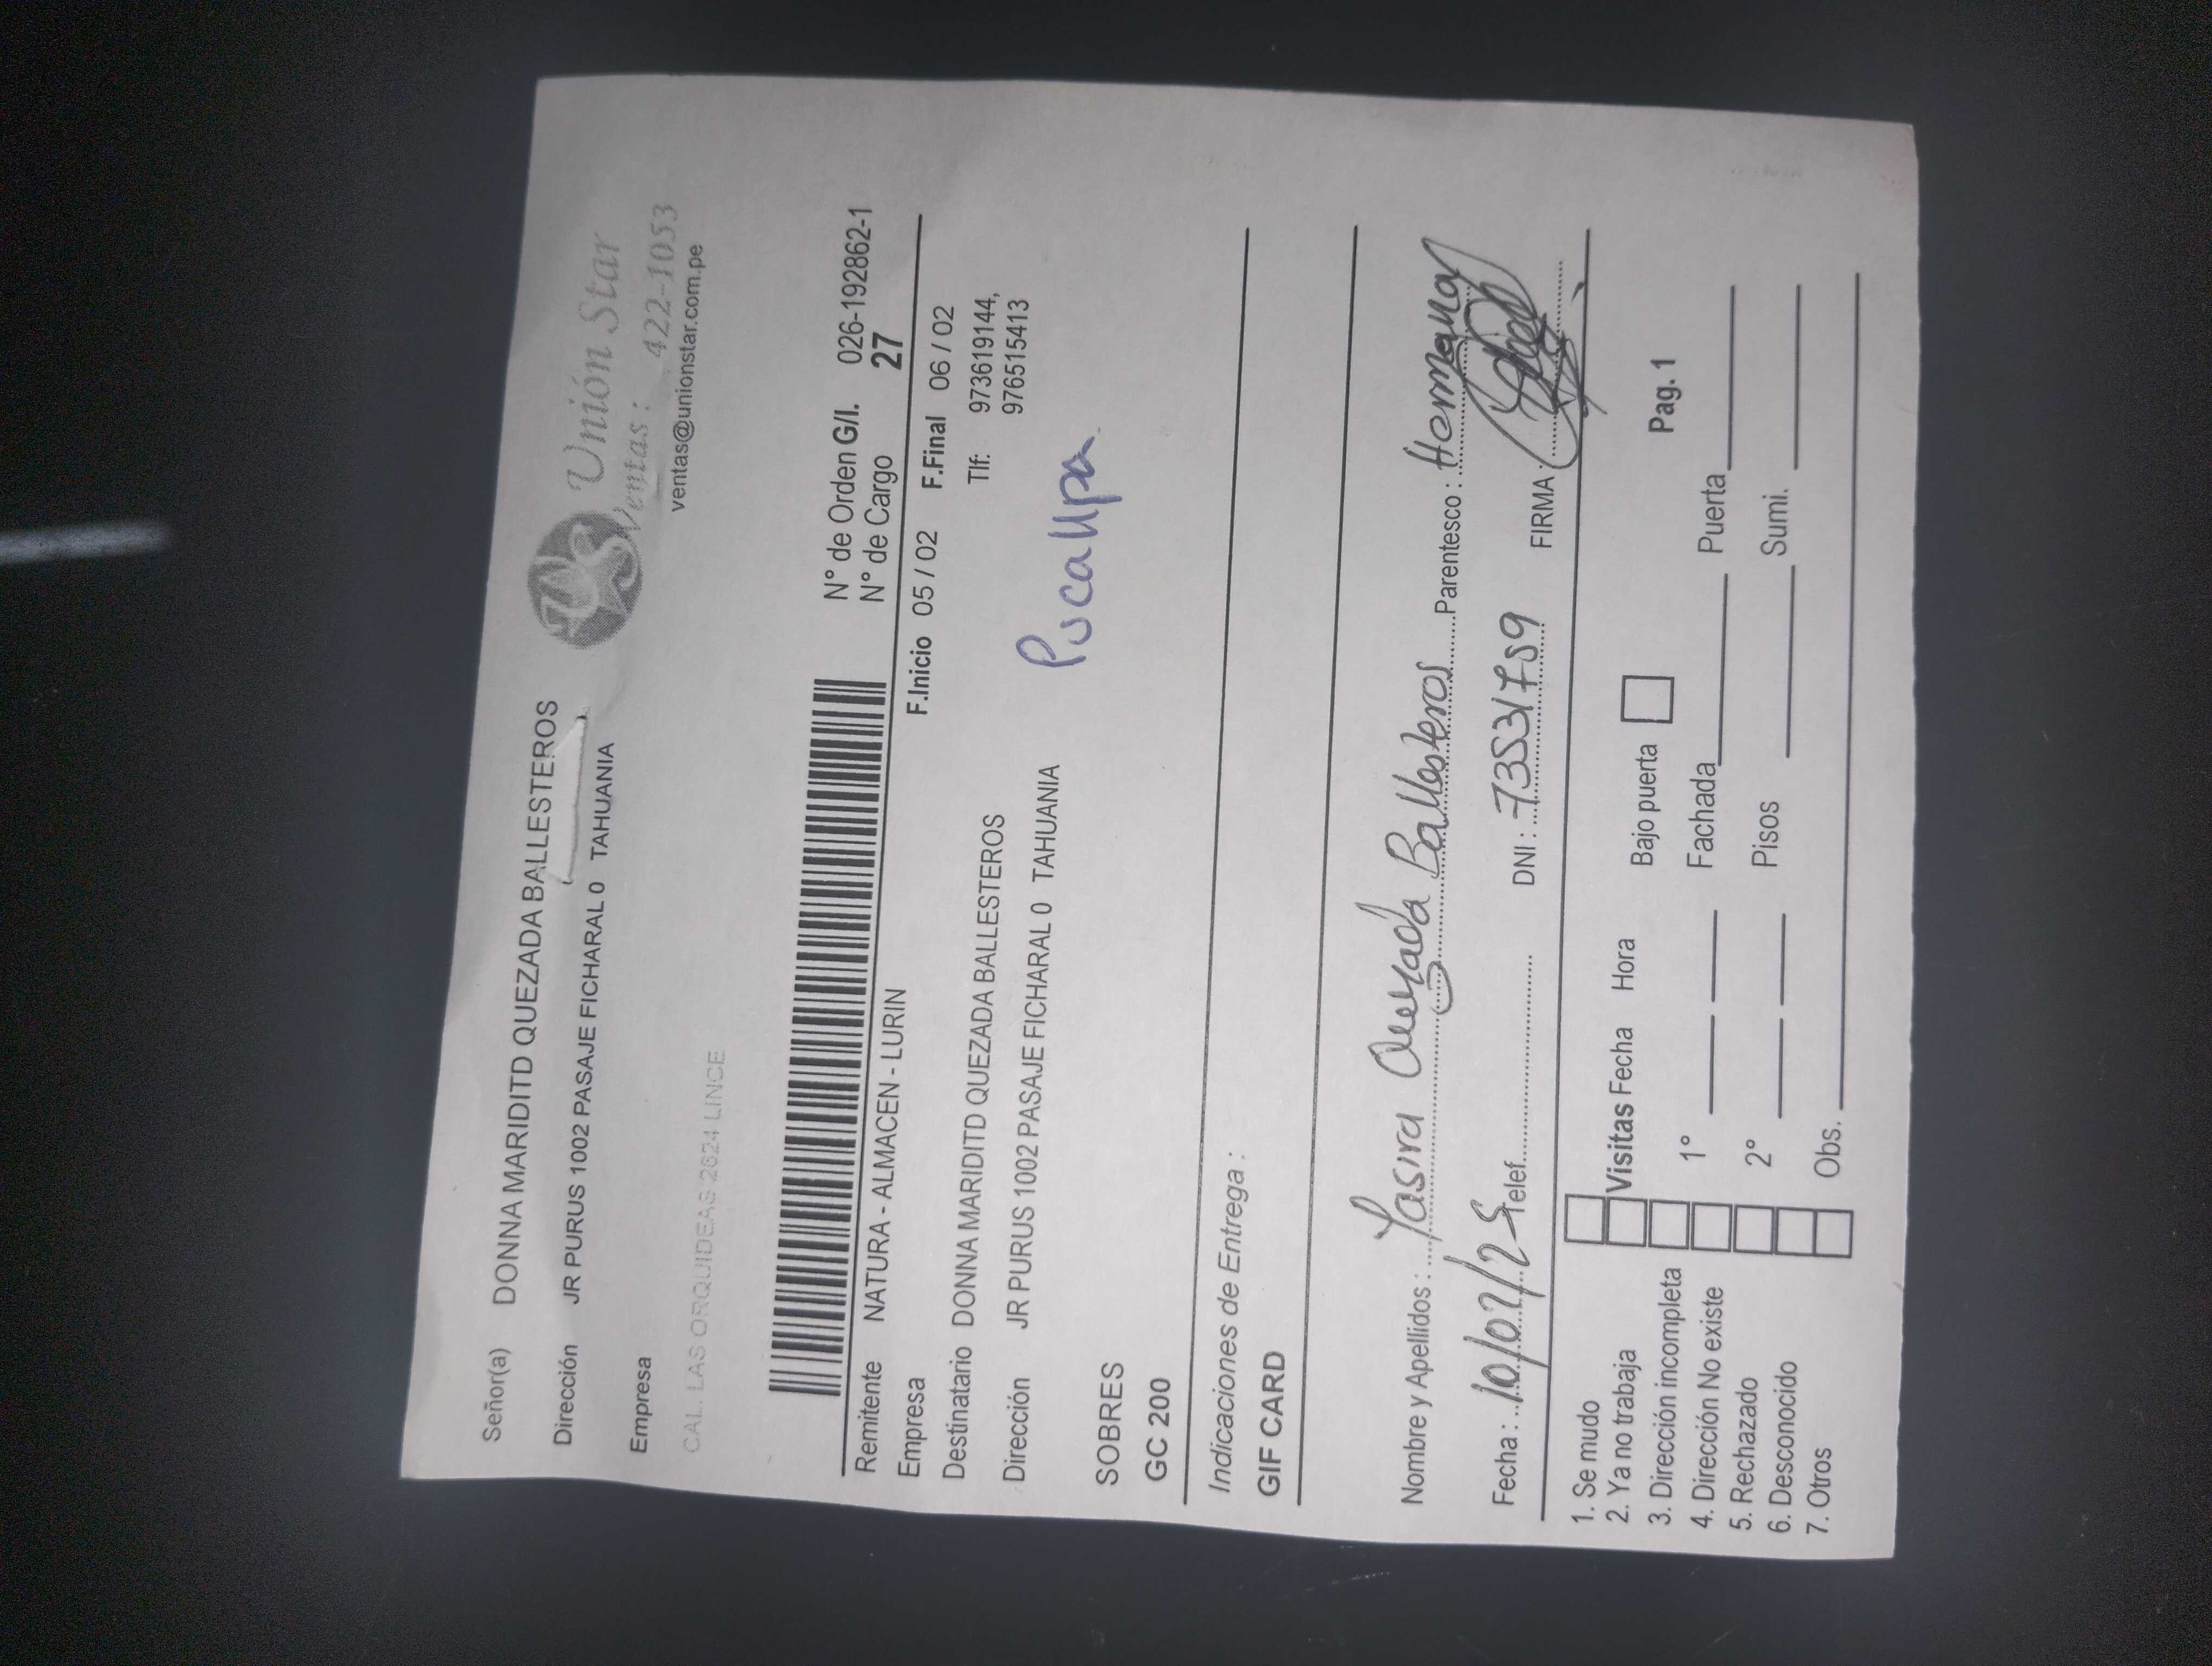 Señor(a) DONNA MARIDITD QUEZADA BALLESTEROS
Dirección JR PURUS 1002 PASAJE FICHARAL 0 TAHUANIA
Empresa
CAL. LAS ORQUIDEAS 2624 LINCE
Unión Star
Ventas: 422-1053
ventas@unionstar.com.pe
N° de Orden G/I. 026-192862-1
N° de Cargo 27
Remitente NATURA - ALMACEN - LURIN
Empresa F.Inicio 05 / 02 F.Final 06 / 02
Destinatario DONNA MARIDITD QUEZADA BALLESTEROS Tlf: 973619144,
976515413
Dirección JR PURUS 1002 PASAJE FICHARAL 0 TAHUANIA
Pucallpa
SOBRES
GC 200
Indicaciones de Entrega :
GIF CARD
Nombre y Apellidos : Yasira Quezada Ballesteros Parentesco : Hermana
Fecha : 10/02/25 Telef. DNI : 73531759 FIRMA
1. Se mudo
2. Ya no trabaja Visitas Fecha Hora Bajo puerta
3. Dirección incompleta Pag. 1
4. Dirección No existe 1° Fachada Puerta
5. Rechazado
6. Desconocido 2° Pisos Sumi.
7. Otros Obs.